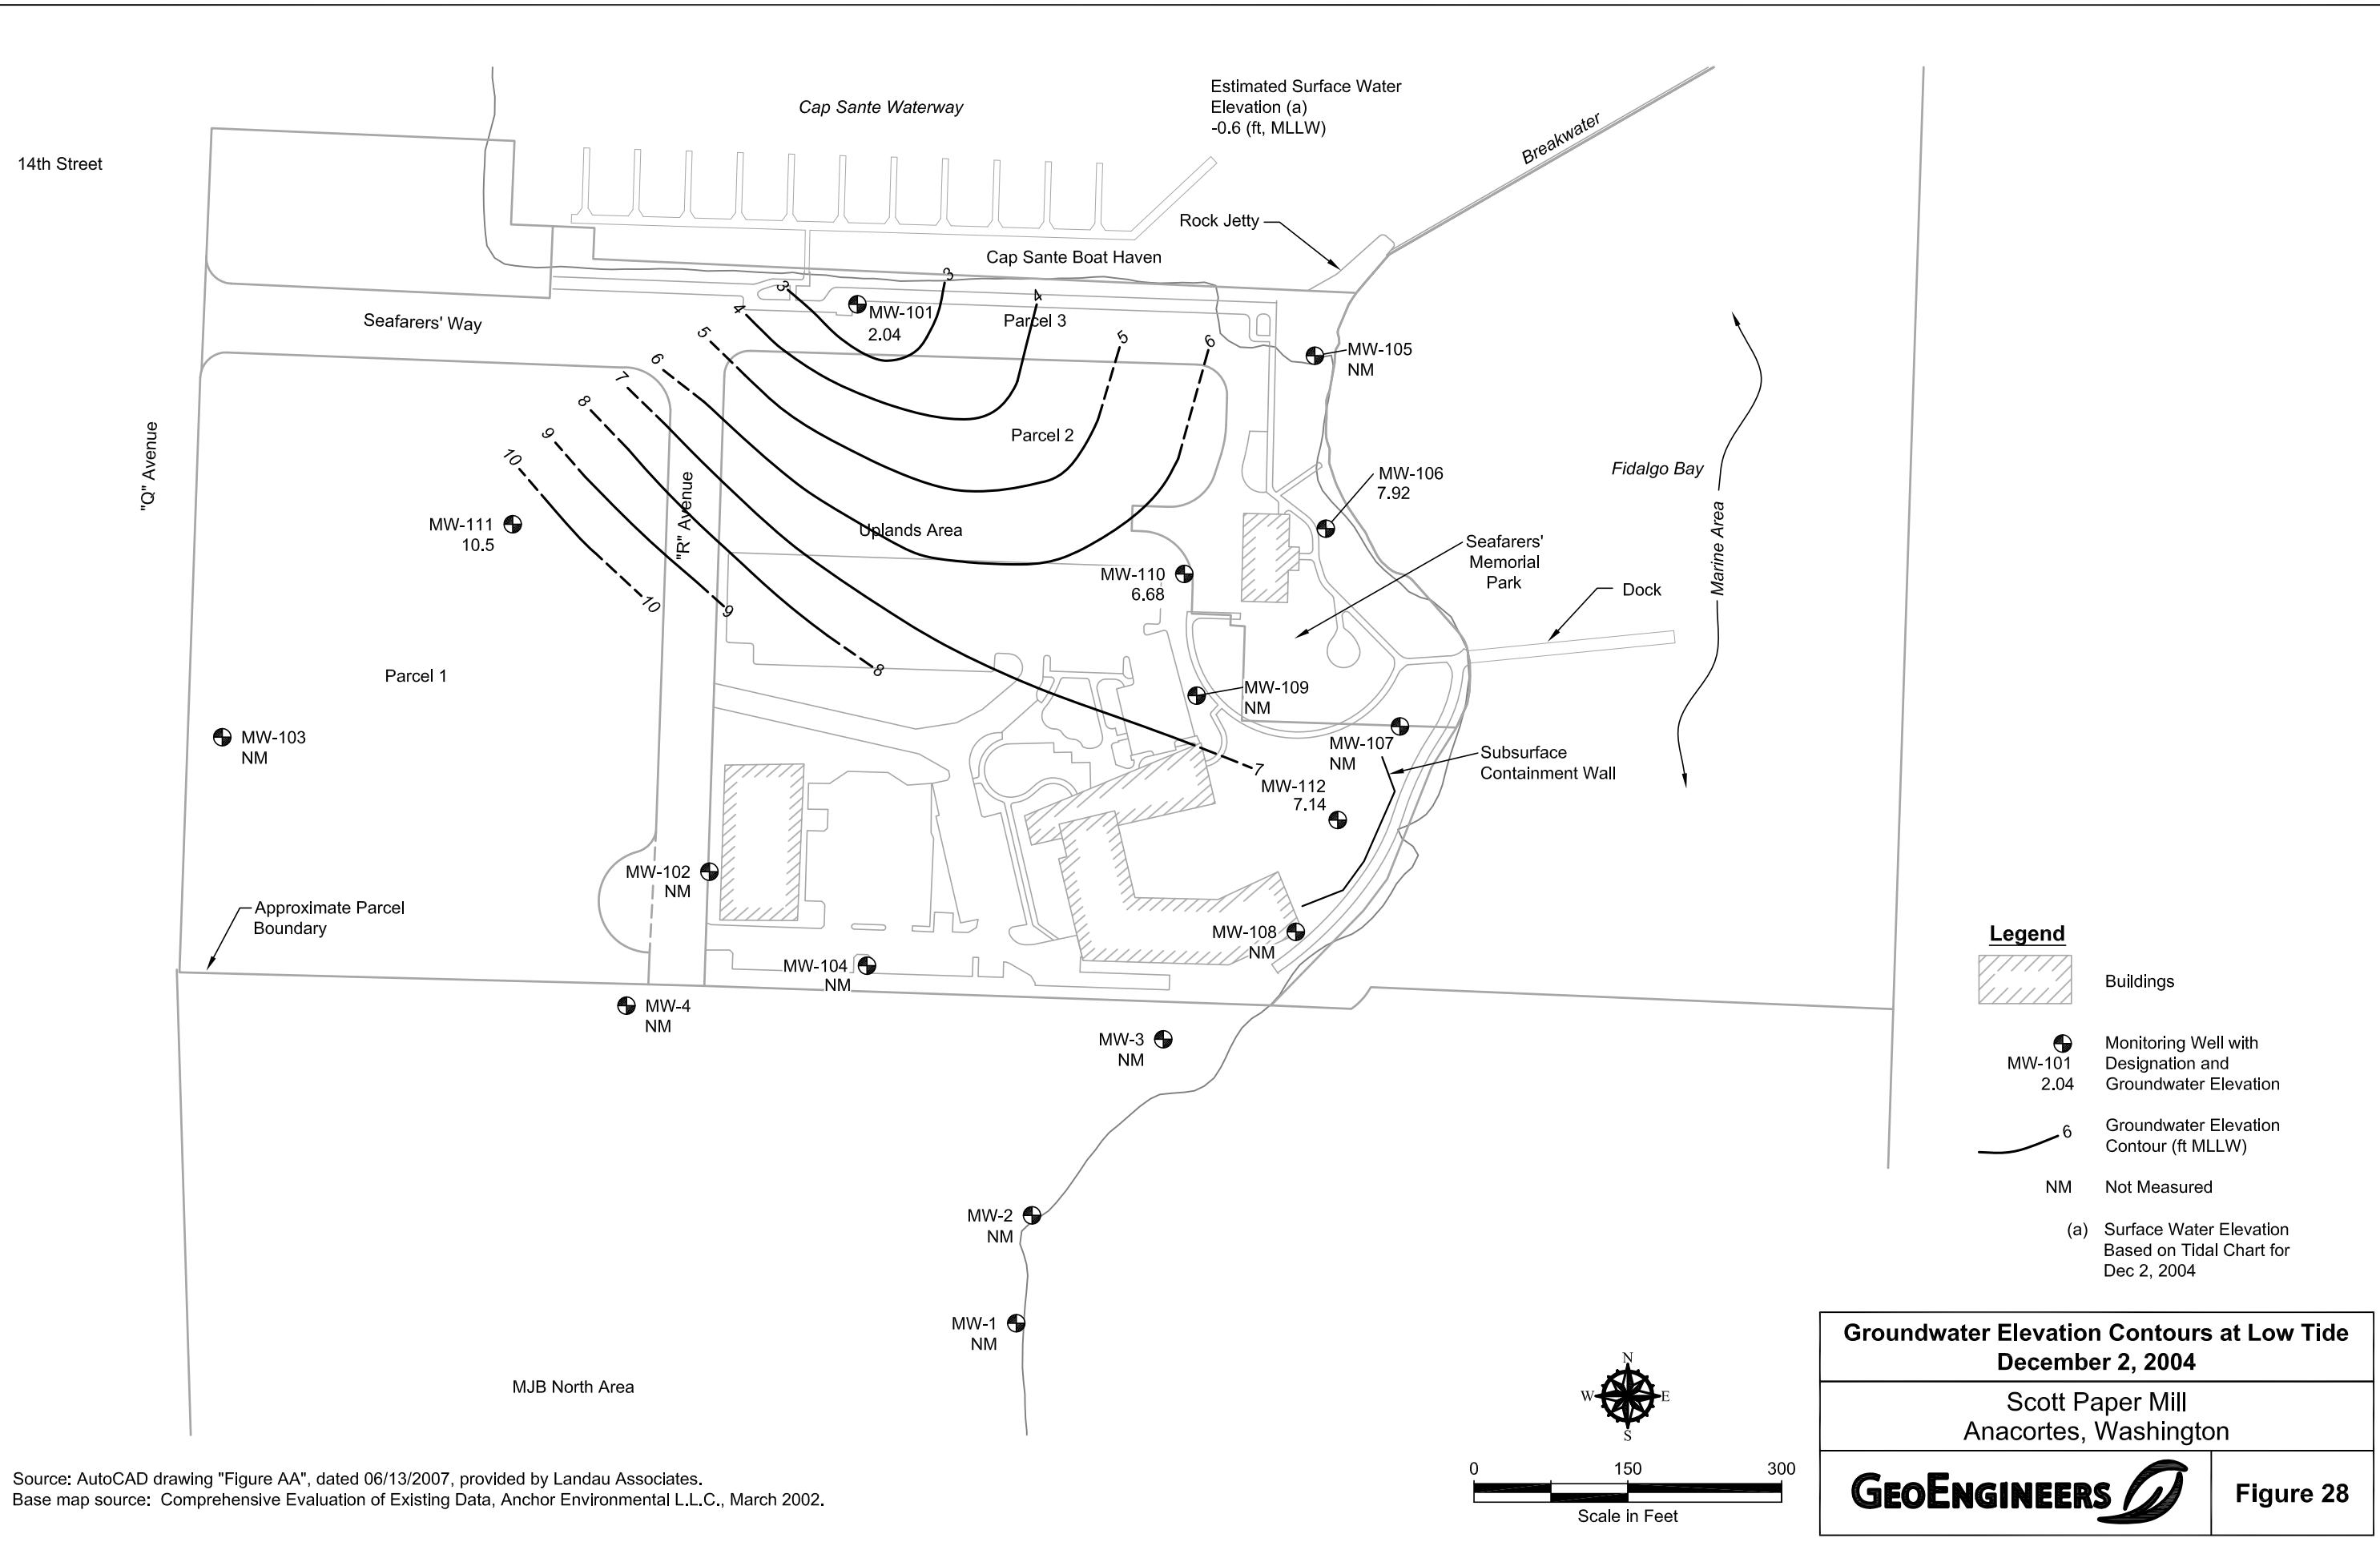 Cap Sante Waterway
Estimated Surface Water
Elevation (a)
-0.6 (ft, MLLW)
Breakwater
14th Street
Rock Jetty
Cap Sante Boat Haven
3
3
4
4
MW-101
2.04
Parcel 3
Seafarers' Way
5
5
6
6
7
8
9
10
MW-105
NM
"Q" Avenue
Parcel 2
Fidalgo Bay
MW-106
7.92
"R" Avenue
MW-111
10.5
Uplands Area
Marine Area
Seafarers'
Memorial
Park
MW-110
6.68
Dock
10
9
8
Parcel 1
MW-109
NM
MW-103
NM
MW-107
NM
7
Subsurface
Containment Wall
MW-112
7.14
MW-102
NM
Approximate Parcel
Boundary
MW-108
NM
MW-104
NM
MW-4
NM
MW-3
NM
MW-2
NM
MW-1
NM
MJB North Area
Legend
Buildings
MW-101
2.04
Monitoring Well with
Designation and
Groundwater Elevation
6
Groundwater Elevation
Contour (ft MLLW)
NM Not Measured
(a) Surface Water Elevation
Based on Tidal Chart for
Dec 2, 2004
N
W E
S
0 150 300
Scale in Feet
Groundwater Elevation Contours at Low Tide
December 2, 2004
Scott Paper Mill
Anacortes, Washington
GEOENGINEERS
Figure 28
Source: AutoCAD drawing "Figure AA", dated 06/13/2007, provided by Landau Associates.
Base map source: Comprehensive Evaluation of Existing Data, Anchor Environmental L.L.C., March 2002.